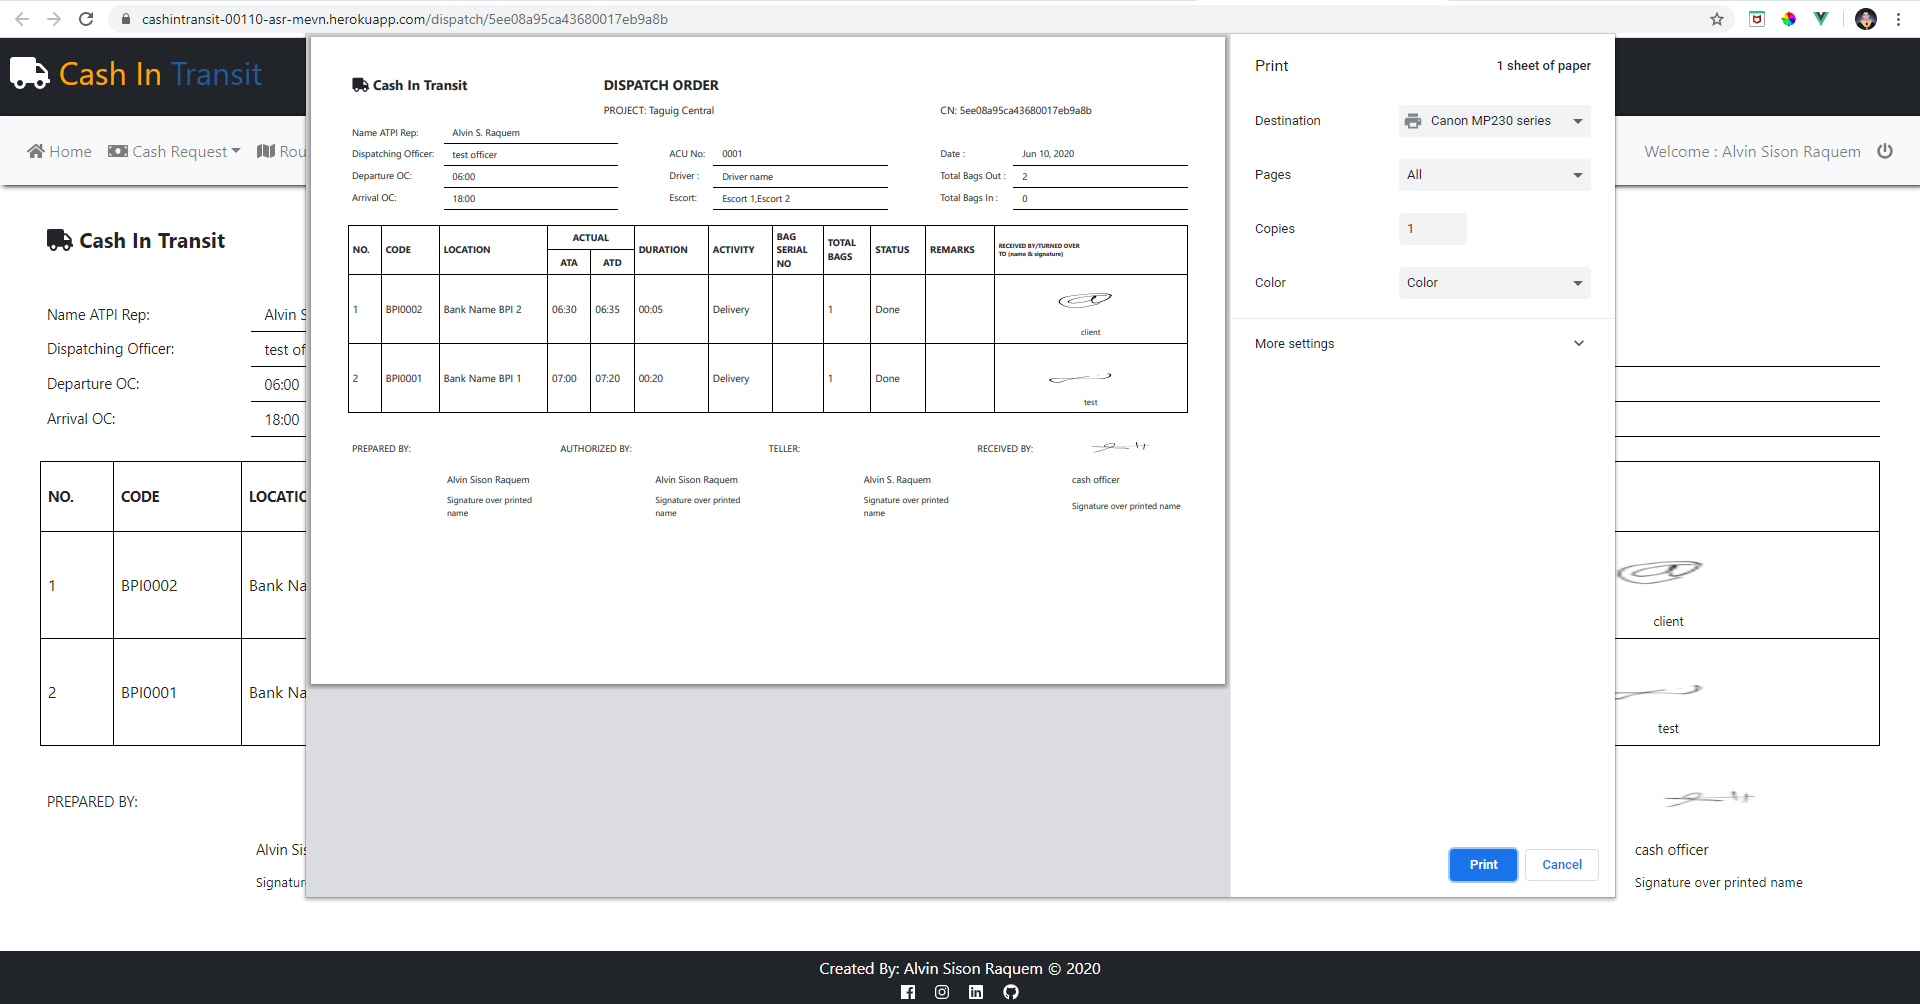 cashintransit-00110-asr-mevn.herokuapp.com/dispatch/5ee08a95ca43680017eb9a8b
Cash In Transit
Home Cash Request Rou
Welcome : Alvin Sison Raquem
Cash In Transit
Name ATPI Rep: Alvin S
Dispatching Officer: test of
Departure OC: 06:00
Arrival OC: 18:00
NO. CODE LOCATIO
1 BPI0002 Bank Na
2 BPI0001 Bank Na
PREPARED BY:
Alvin Sis
Signatur
Cash In Transit DISPATCH ORDER
PROJECT: Taguig Central CN: 5ee08a95ca43680017eb9a8b
Name ATPI Rep: Alvin S. Raquem
Dispatching Officer: test officer ACU No: 0001 Date : Jun 10, 2020
Departure OC: 06:00 Driver : Driver name Total Bags Out : 2
Arrival OC: 18:00 Escort: Escort 1,Escort 2 Total Bags In : 0
NO. CODE LOCATION ACTUAL ATA ATD DURATION ACTIVITY BAG SERIAL NO TOTAL BAGS STATUS REMARKS RECEIVED BY/TURNED OVER TO (name & signature)
1 BPI0002 Bank Name BPI 2 06:30 06:35 00:05 Delivery 1 Done
client
2 BPI0001 Bank Name BPI 1 07:00 07:20 00:20 Delivery 1 Done
test
PREPARED BY: AUTHORIZED BY: TELLER: RECEIVED BY:
Alvin Sison Raquem Alvin Sison Raquem Alvin S. Raquem cash officer
Signature over printed name Signature over printed name Signature over printed name Signature over printed name
Print 1 sheet of paper
Destination Canon MP230 series
Pages All
Copies 1
Color Color
More settings
Print Cancel
client
test
cash officer
Signature over printed name
Created By: Alvin Sison Raquem © 2020